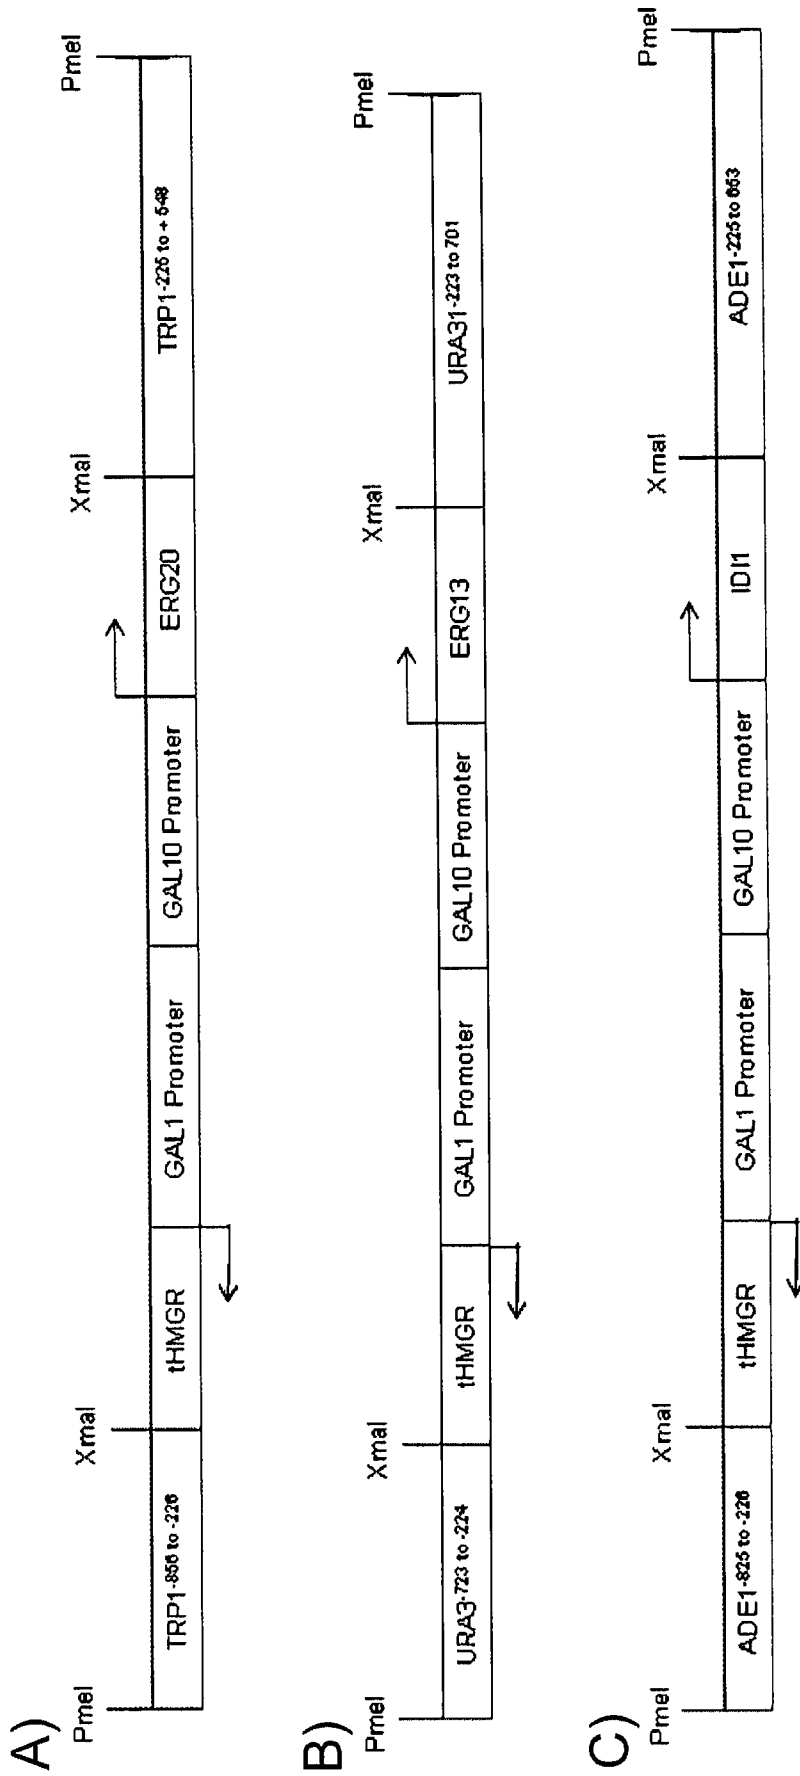 A)
PmeI XmaI XmaI PmeI
TRP1-856 to -226 tHMGR GAL1 Promoter GAL10 Promoter ERG20 TRP1-225 to + 548
B)
PmeI XmaI XmaI PmeI
URA3-723 to -224 tHMGR GAL1 Promoter GAL10 Promoter ERG13 URA31-223 to 701
C)
PmeI XmaI XmaI PmeI
ADE1-825 to -226 tHMGR GAL1 Promoter GAL10 Promoter IDI1 ADE1-225 to 653